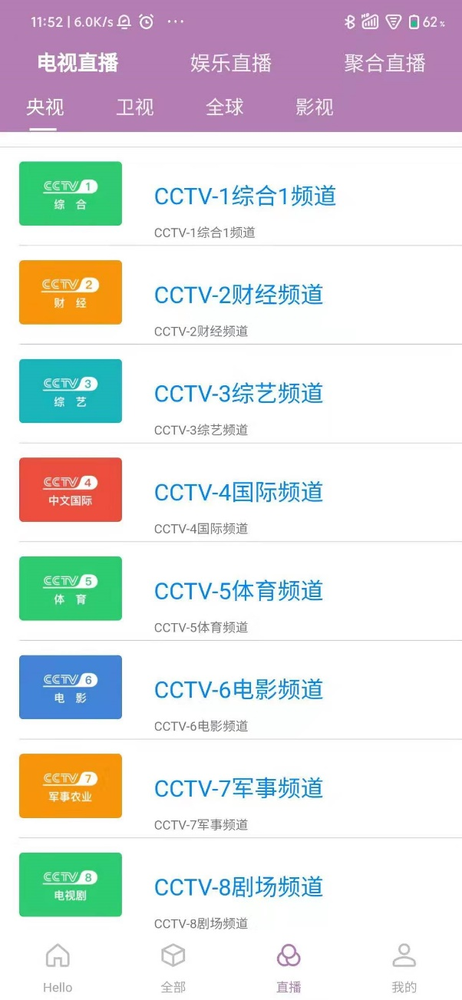 11:52 | 6.0K/s ··· 62%
电视直播 娱乐直播 聚合直播
央视 卫视 全球 影视
CCTV 1
综 合
CCTV-1综合1频道
CCTV-1综合1频道
CCTV 2
财 经
CCTV-2财经频道
CCTV-2财经频道
CCTV 3
综 艺
CCTV-3综艺频道
CCTV-3综艺频道
CCTV 4
中文国际
CCTV-4国际频道
CCTV-4国际频道
CCTV 5
体 育
CCTV-5体育频道
CCTV-5体育频道
CCTV 6
电 影
CCTV-6电影频道
CCTV-6电影频道
CCTV 7
军事农业
CCTV-7军事频道
CCTV-7军事频道
CCTV 8
电视剧
CCTV-8剧场频道
CCTV-8剧场频道
Hello 全部 直播 我的